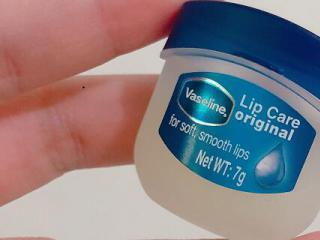 Vaseline.
Lip Care
original
for soft, smooth lips
Net WT: 7g